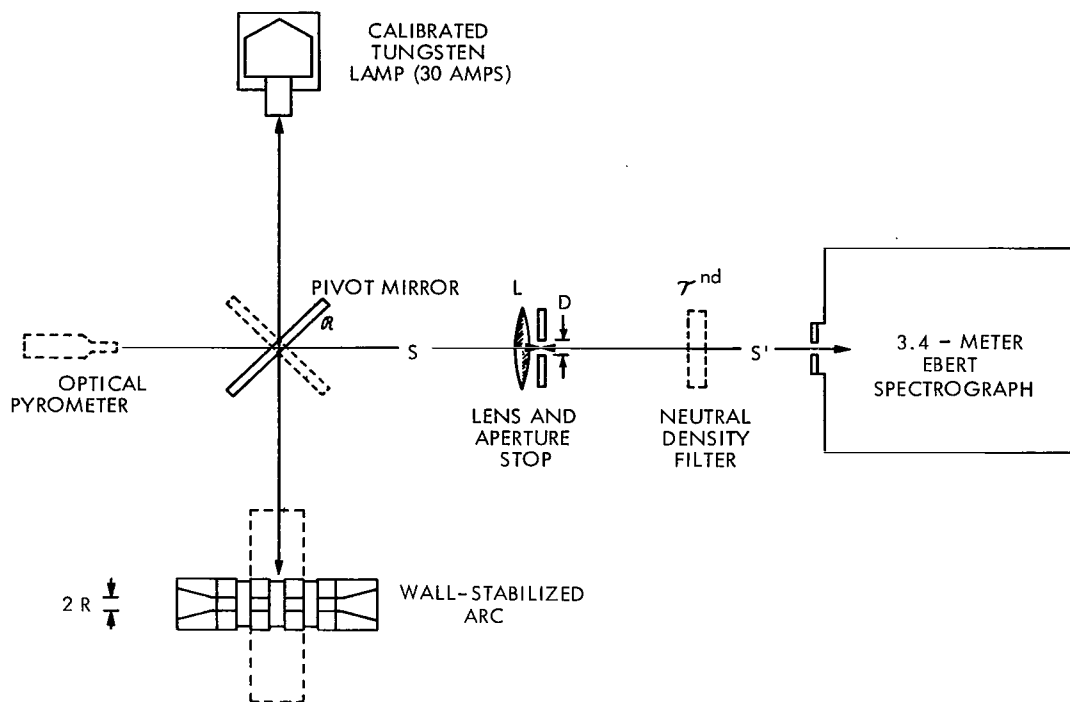 CALIBRATED
TUNGSTEN
LAMP (30 AMPS)
PIVOT MIRROR
R
OPTICAL
PYROMETER
S
L
D
LENS AND
APERTURE
STOP
τ nd
NEUTRAL
DENSITY
FILTER
S'
3.4 - METER
EBERT
SPECTROGRAPH
2 R
WALL-STABILIZED
ARC